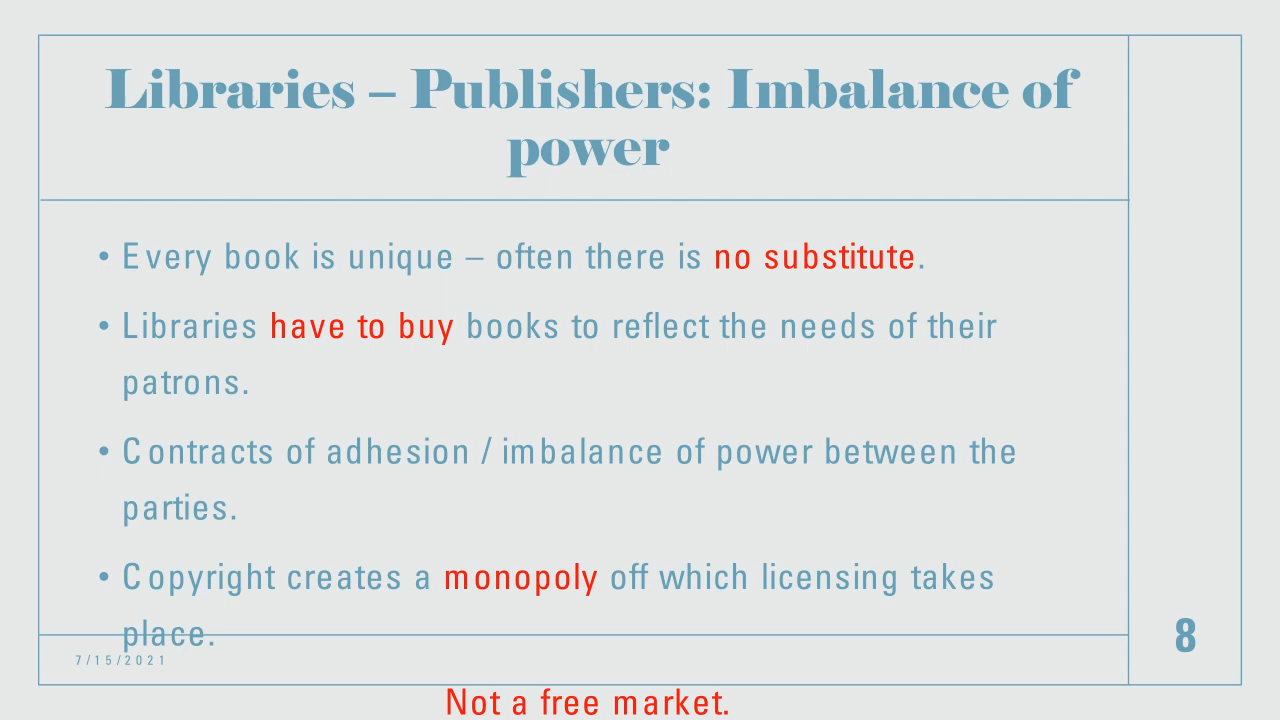 Libraries – Publishers: Imbalance of
power
• Every book is unique – often there is no substitute.
• Libraries have to buy books to reflect the needs of their
patrons.
• Contracts of adhesion / imbalance of power between the
parties.
• Copyright creates a monopoly off which licensing takes
place.
8
7/15/2021
Not a free market.